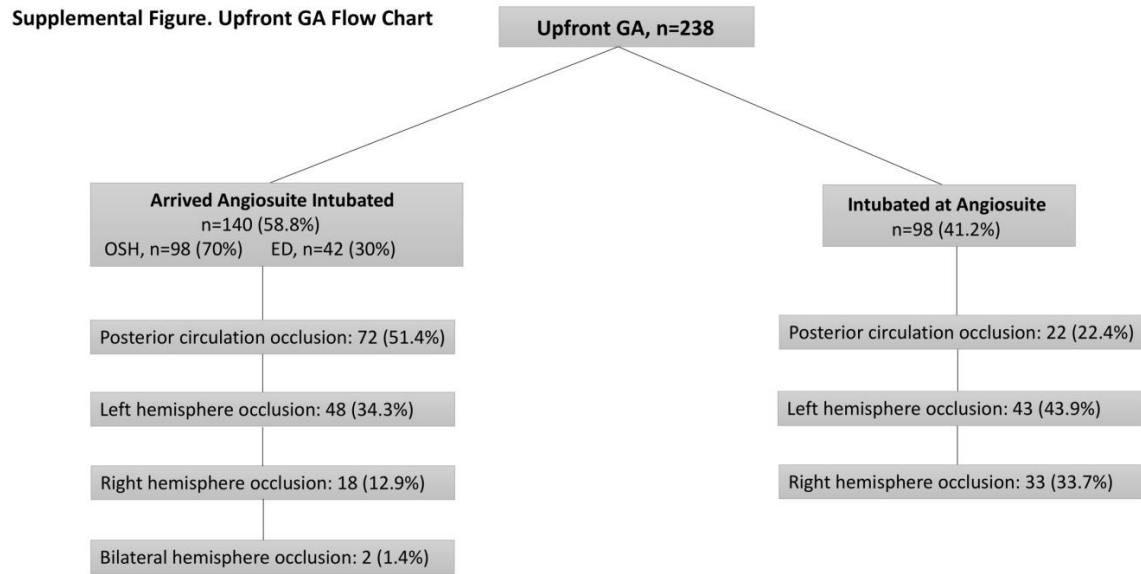 Supplemental Figure. Upfront GA Flow Chart
Upfront GA, n=238
Arrived Angiosuite Intubated
n=140 (58.8%)
OSH, n=98 (70%) ED, n=42 (30%)
Posterior circulation occlusion: 72 (51.4%)
Left hemisphere occlusion: 48 (34.3%)
Right hemisphere occlusion: 18 (12.9%)
Bilateral hemisphere occlusion: 2 (1.4%)
Intubated at Angiosuite
n=98 (41.2%)
Posterior circulation occlusion: 22 (22.4%)
Left hemisphere occlusion: 43 (43.9%)
Right hemisphere occlusion: 33 (33.7%)